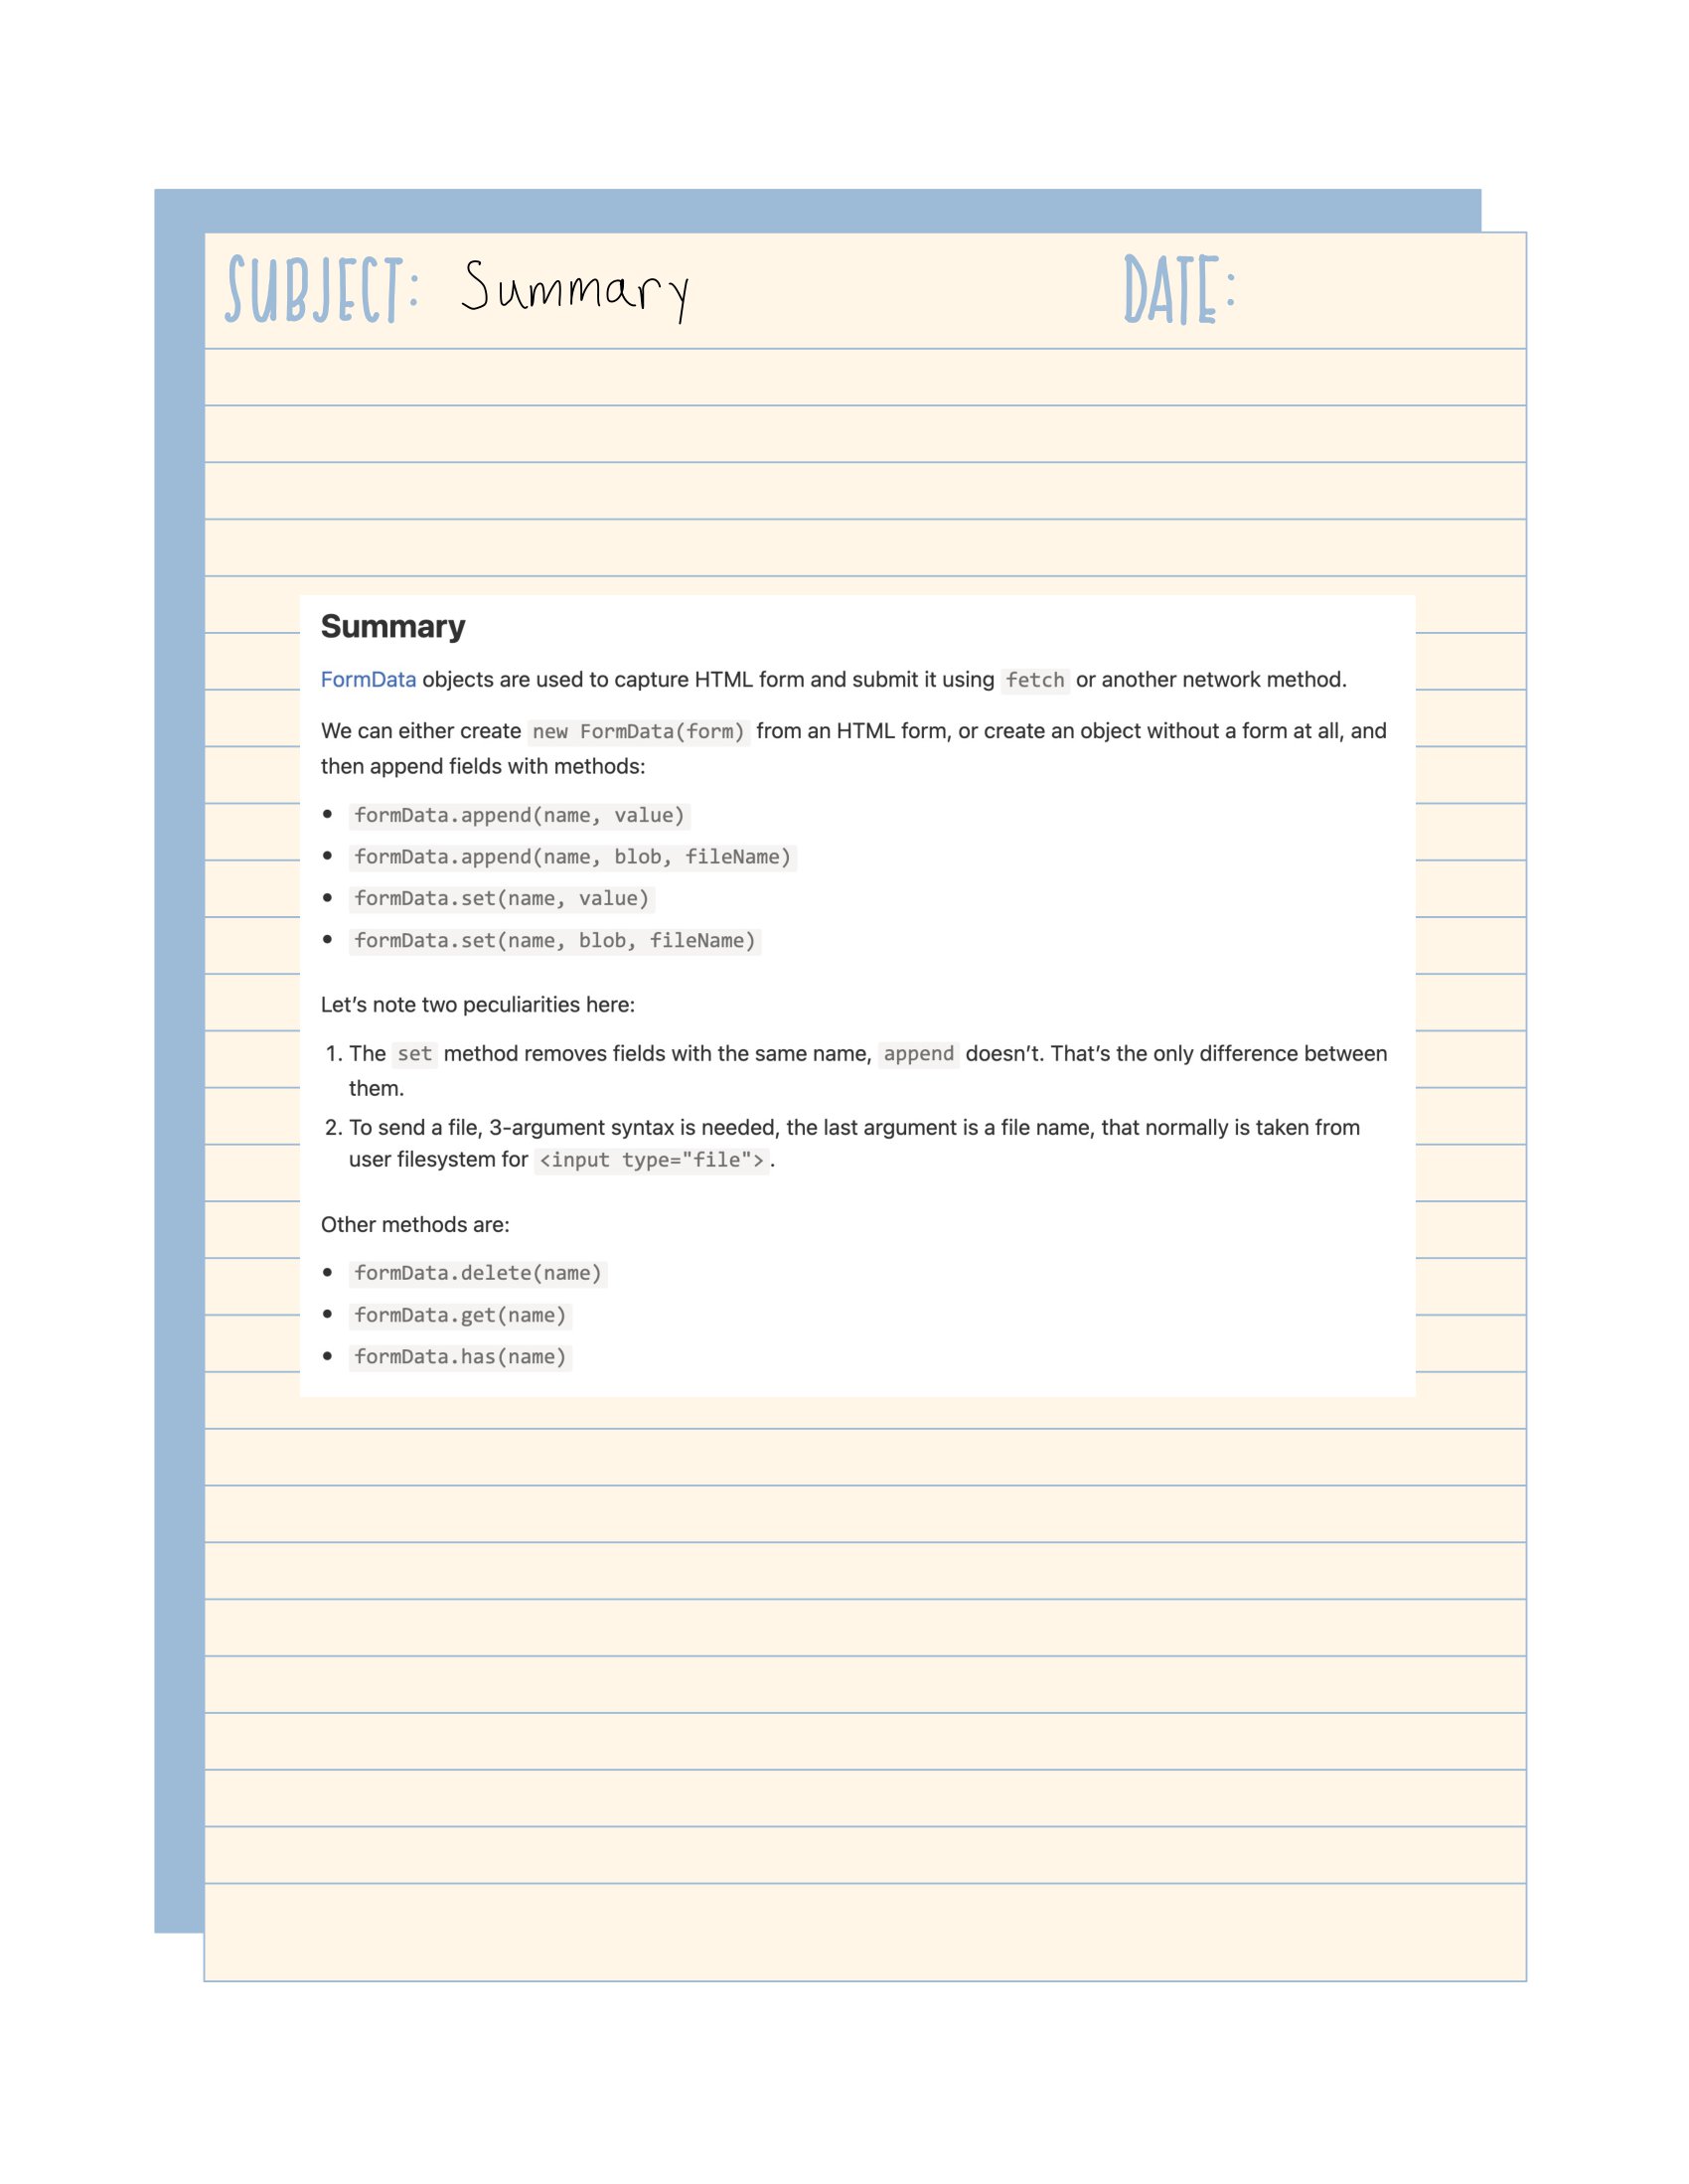 SUBJECT: Summary DATE:
Summary
FormData objects are used to capture HTML form and submit it using fetch or another network method.
We can either create new FormData(form) from an HTML form, or create an object without a form at all, and
then append fields with methods:
• formData.append(name, value)
• formData.append(name, blob, fileName)
• formData.set(name, value)
• formData.set(name, blob, fileName)
Let’s note two peculiarities here:
1. The set method removes fields with the same name, append doesn’t. That’s the only difference between
them.
2. To send a file, 3-argument syntax is needed, the last argument is a file name, that normally is taken from
user filesystem for <input type="file">.
Other methods are:
• formData.delete(name)
• formData.get(name)
• formData.has(name)